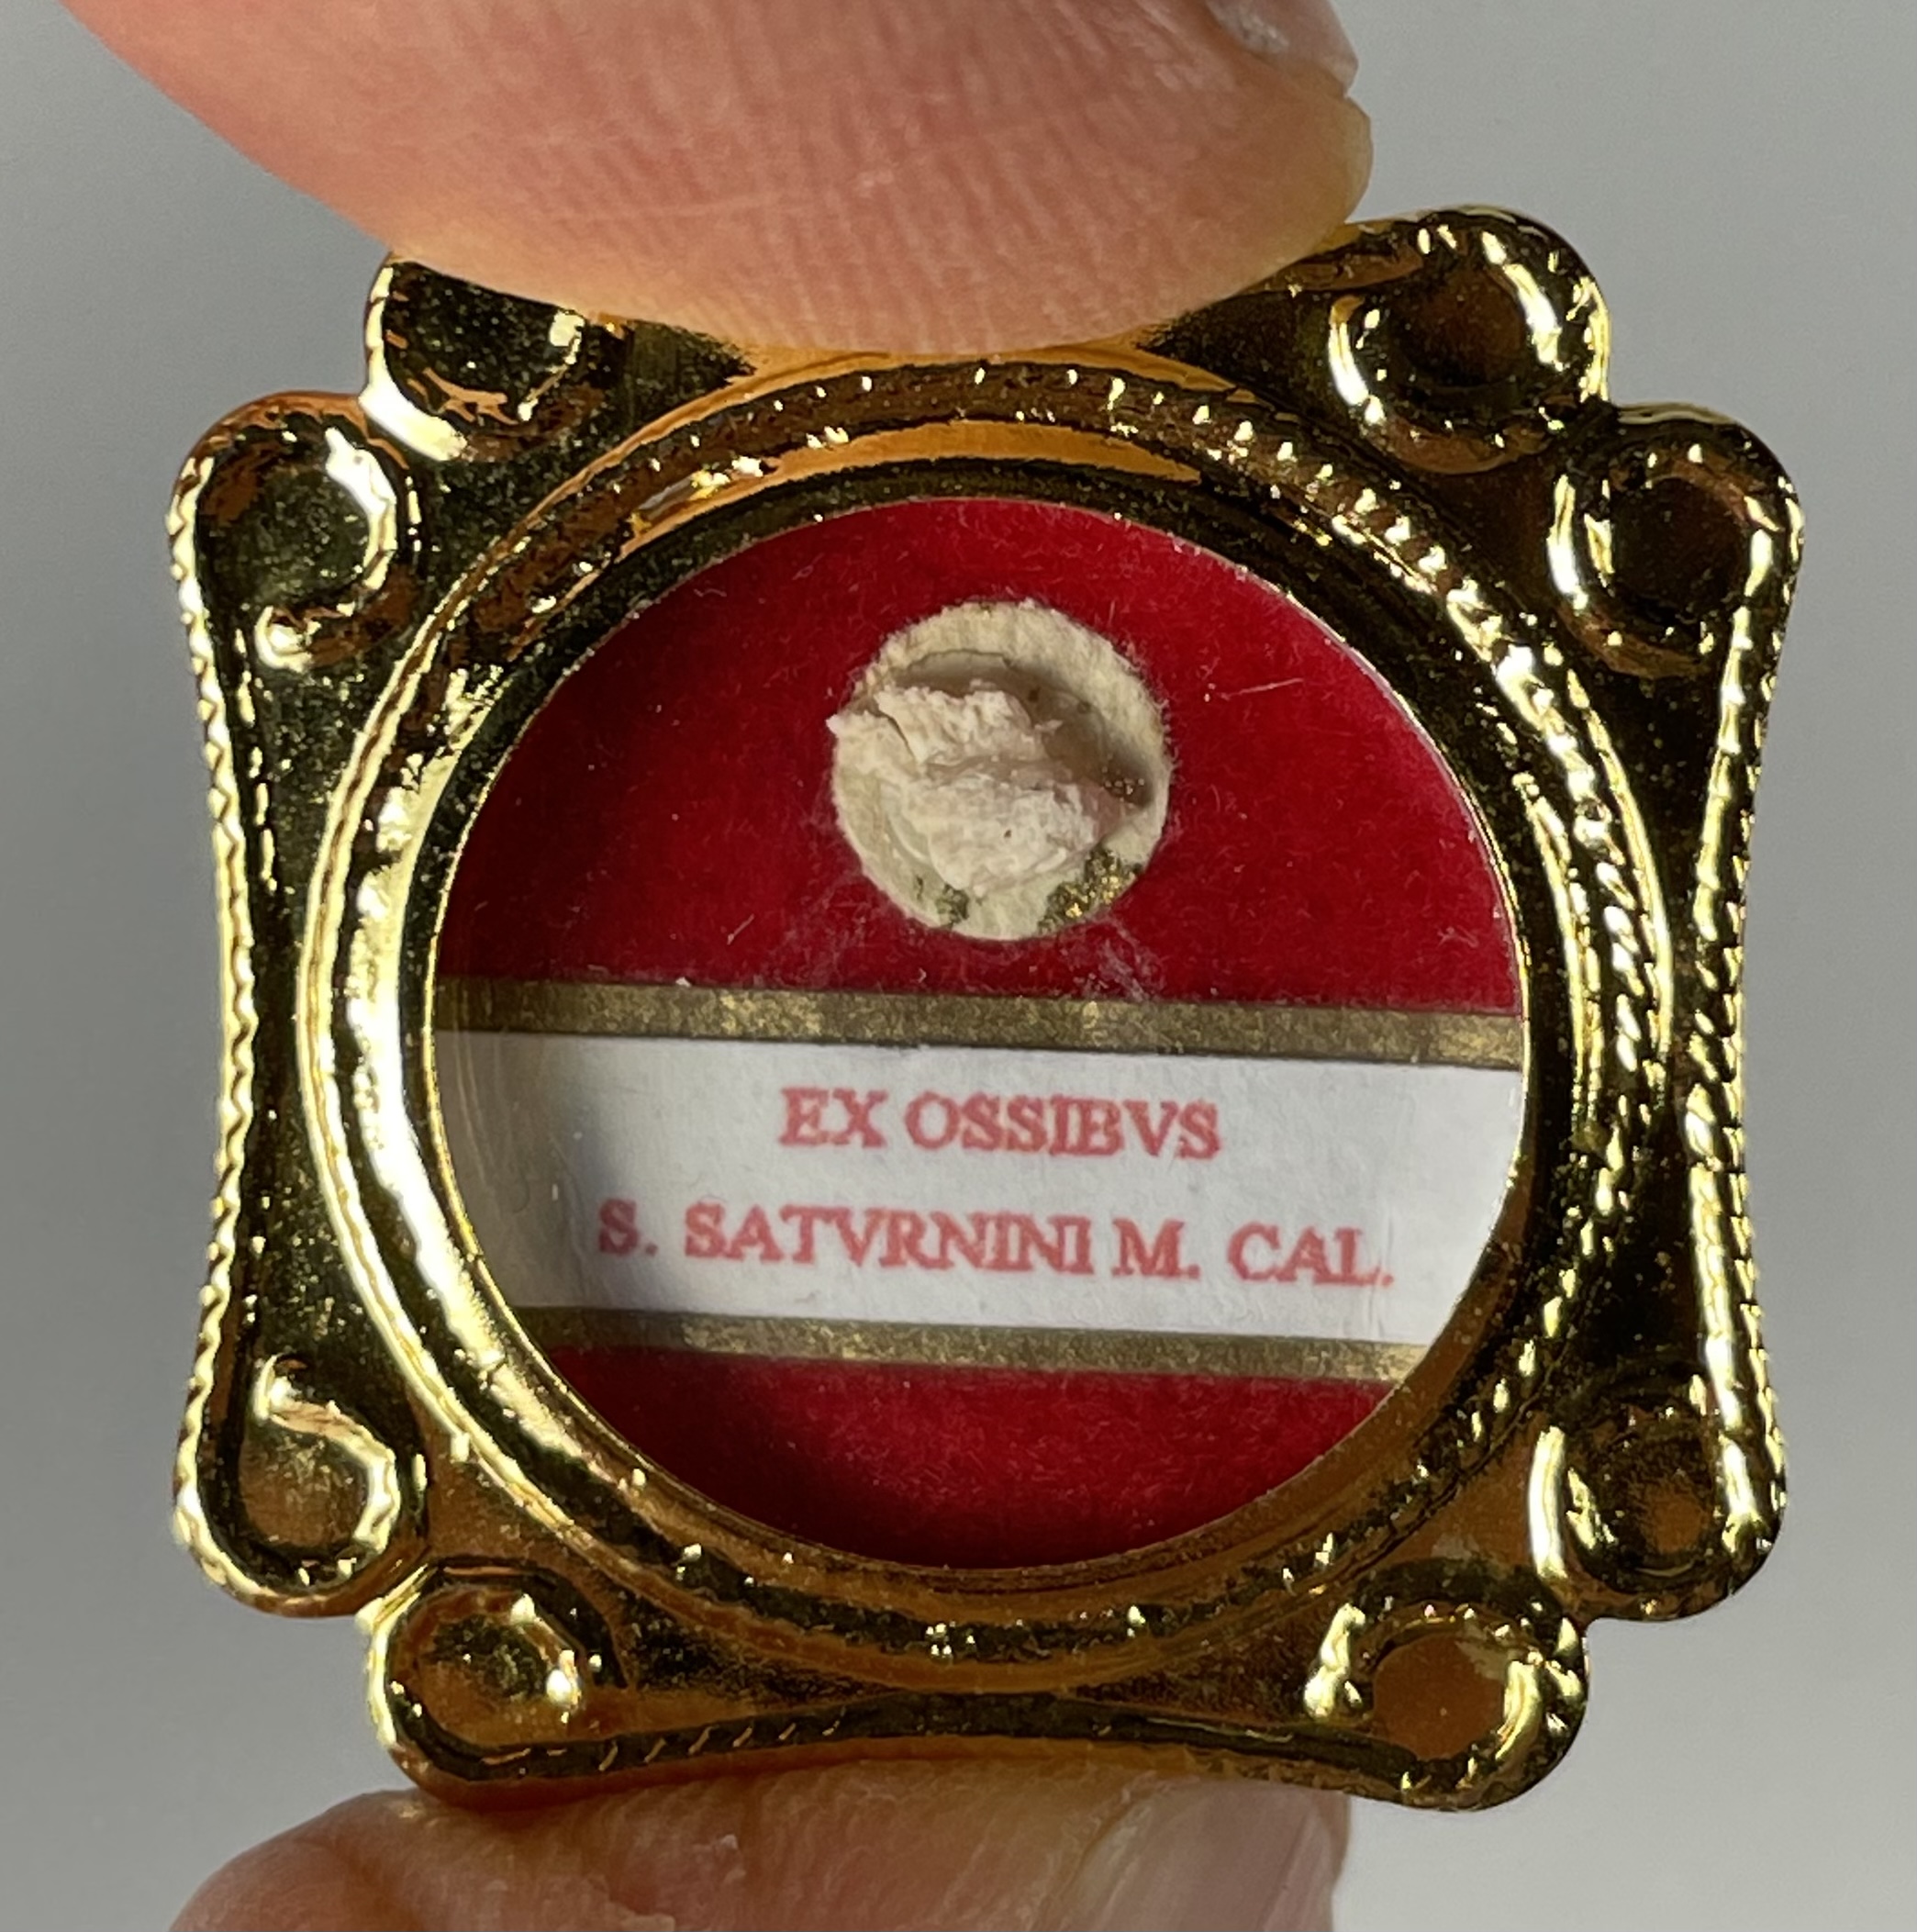 EX OSSIBVS
S. SATVRNINI M. CAL.